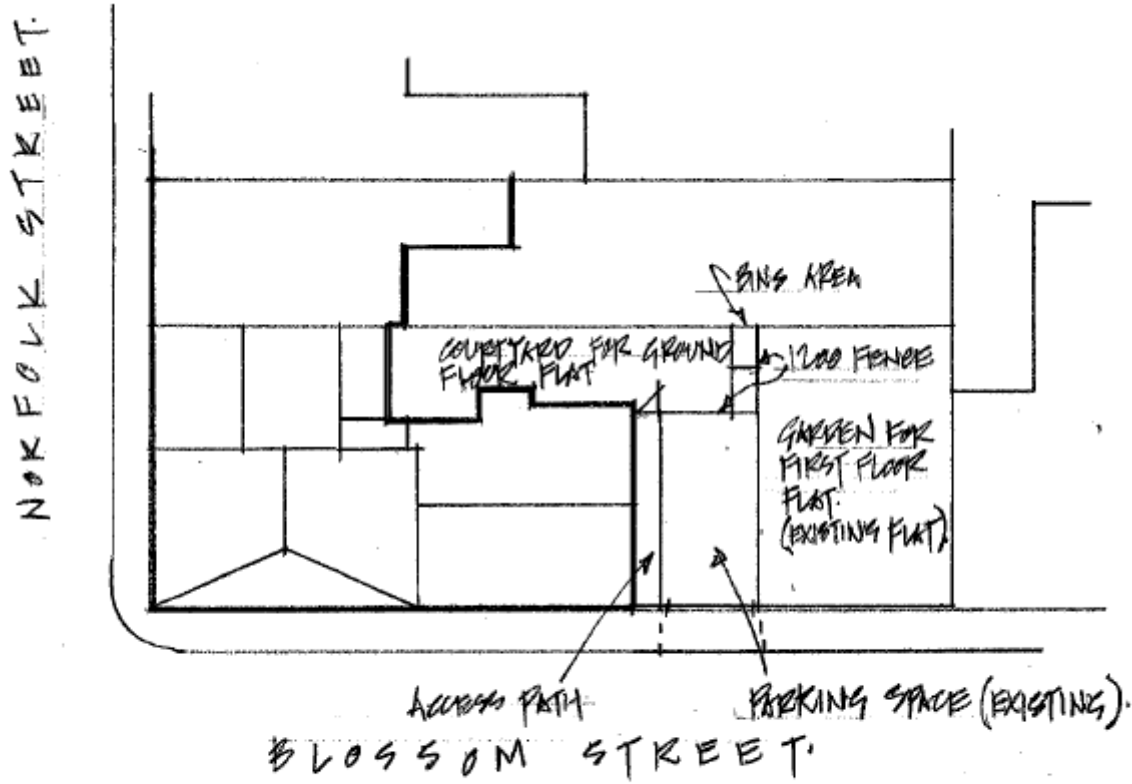 NORFOLK STREET.
BINS AREA
COURTYARD FOR GROUND
FLOOR FLAT
1200 FENCE
GARDEN FOR
FIRST FLOOR
FLAT.
(EXISTING FLAT).
ACCESS PATH
PARKING SPACE (EXISTING).
BLOSSOM STREET.